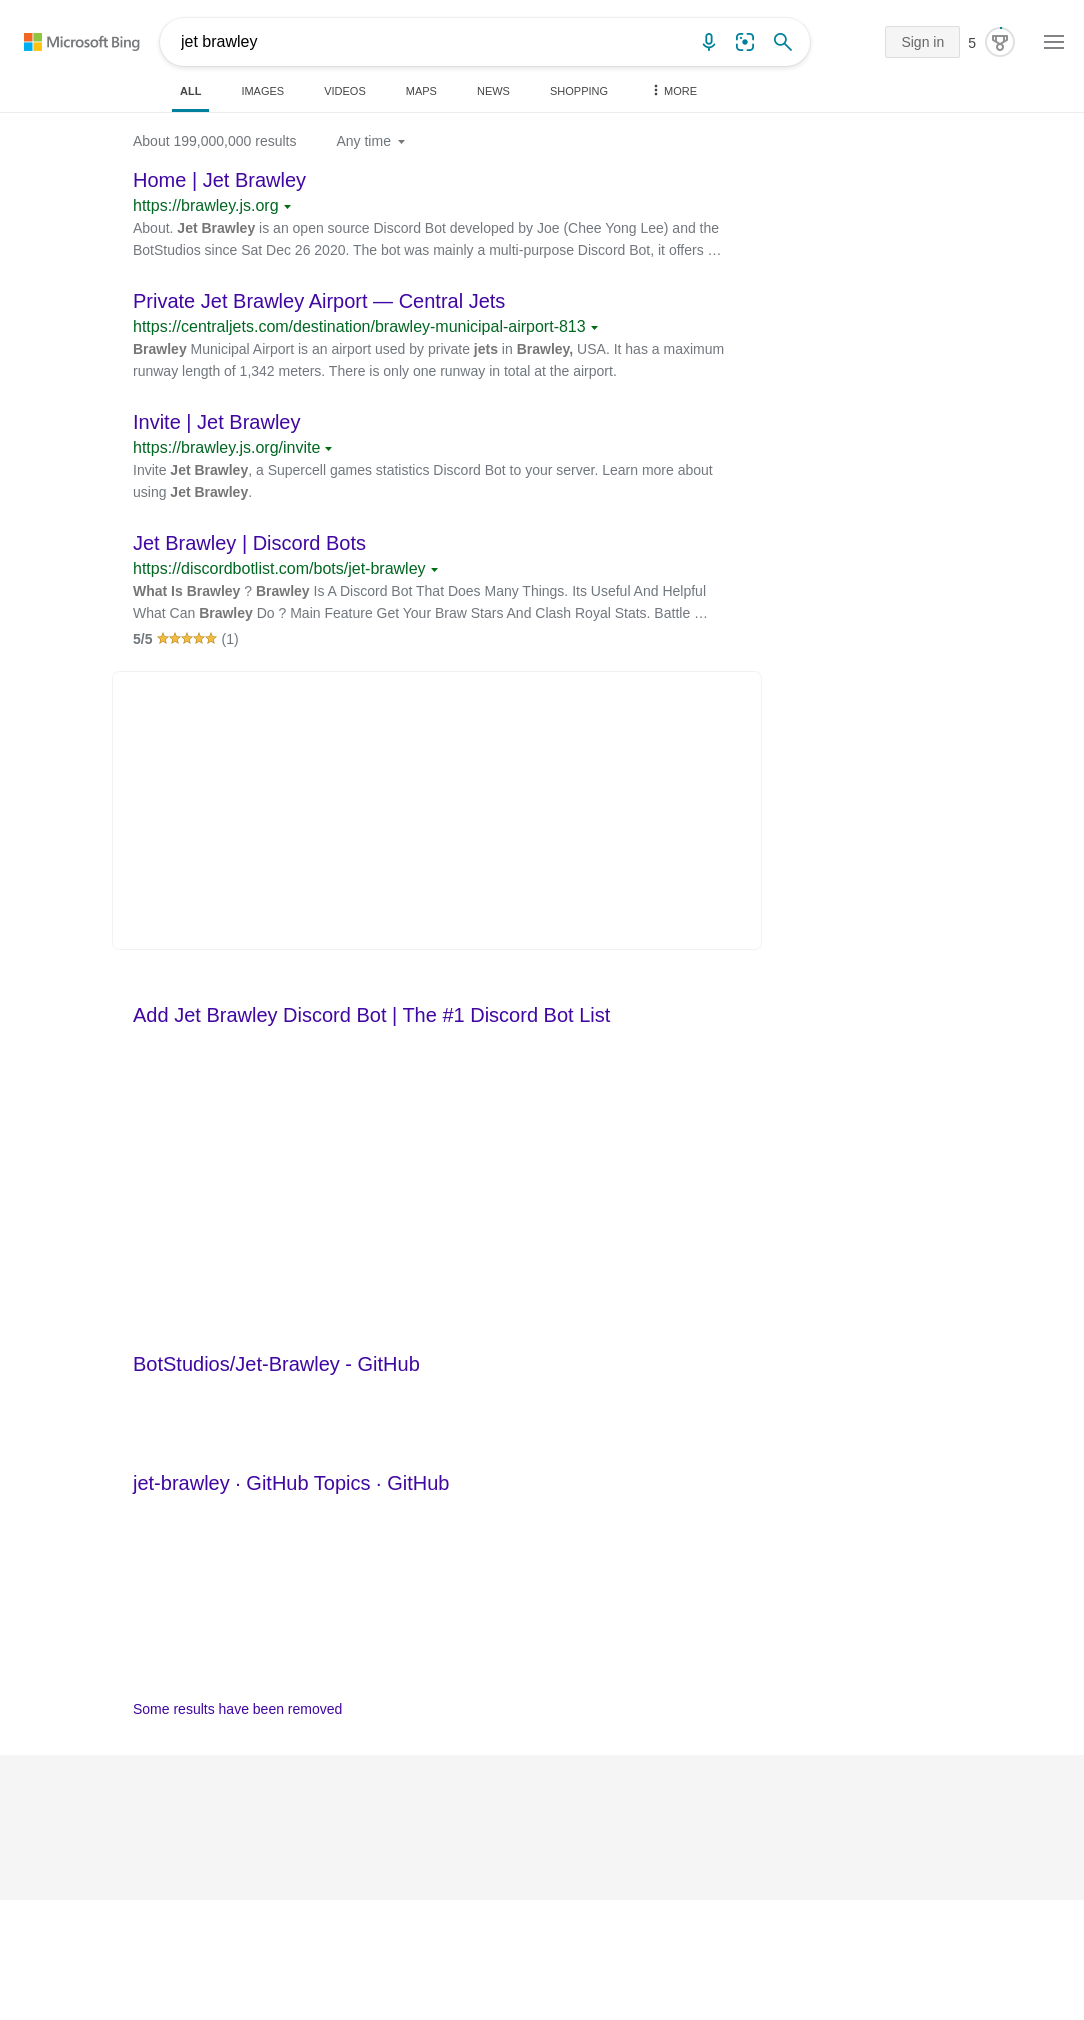 Microsoft Bing
jet brawley
Sign in
5
ALL
IMAGES
VIDEOS
MAPS
NEWS
SHOPPING
MORE
About 199,000,000 results
Any time
Home | Jet Brawley
https://brawley.js.org
About. Jet Brawley is an open source Discord Bot developed by Joe (Chee Yong Lee) and the
BotStudios since Sat Dec 26 2020. The bot was mainly a multi-purpose Discord Bot, it offers …
Private Jet Brawley Airport — Central Jets
https://centraljets.com/destination/brawley-municipal-airport-813
Brawley Municipal Airport is an airport used by private jets in Brawley, USA. It has a maximum
runway length of 1,342 meters. There is only one runway in total at the airport.
Invite | Jet Brawley
https://brawley.js.org/invite
Invite Jet Brawley, a Supercell games statistics Discord Bot to your server. Learn more about
using Jet Brawley.
Jet Brawley | Discord Bots
https://discordbotlist.com/bots/jet-brawley
What Is Brawley ? Brawley Is A Discord Bot That Does Many Things. Its Useful And Helpful
What Can Brawley Do ? Main Feature Get Your Braw Stars And Clash Royal Stats. Battle …
5/5 (1)
Add Jet Brawley Discord Bot | The #1 Discord Bot List
BotStudios/Jet-Brawley - GitHub
jet-brawley · GitHub Topics · GitHub
Some results have been removed